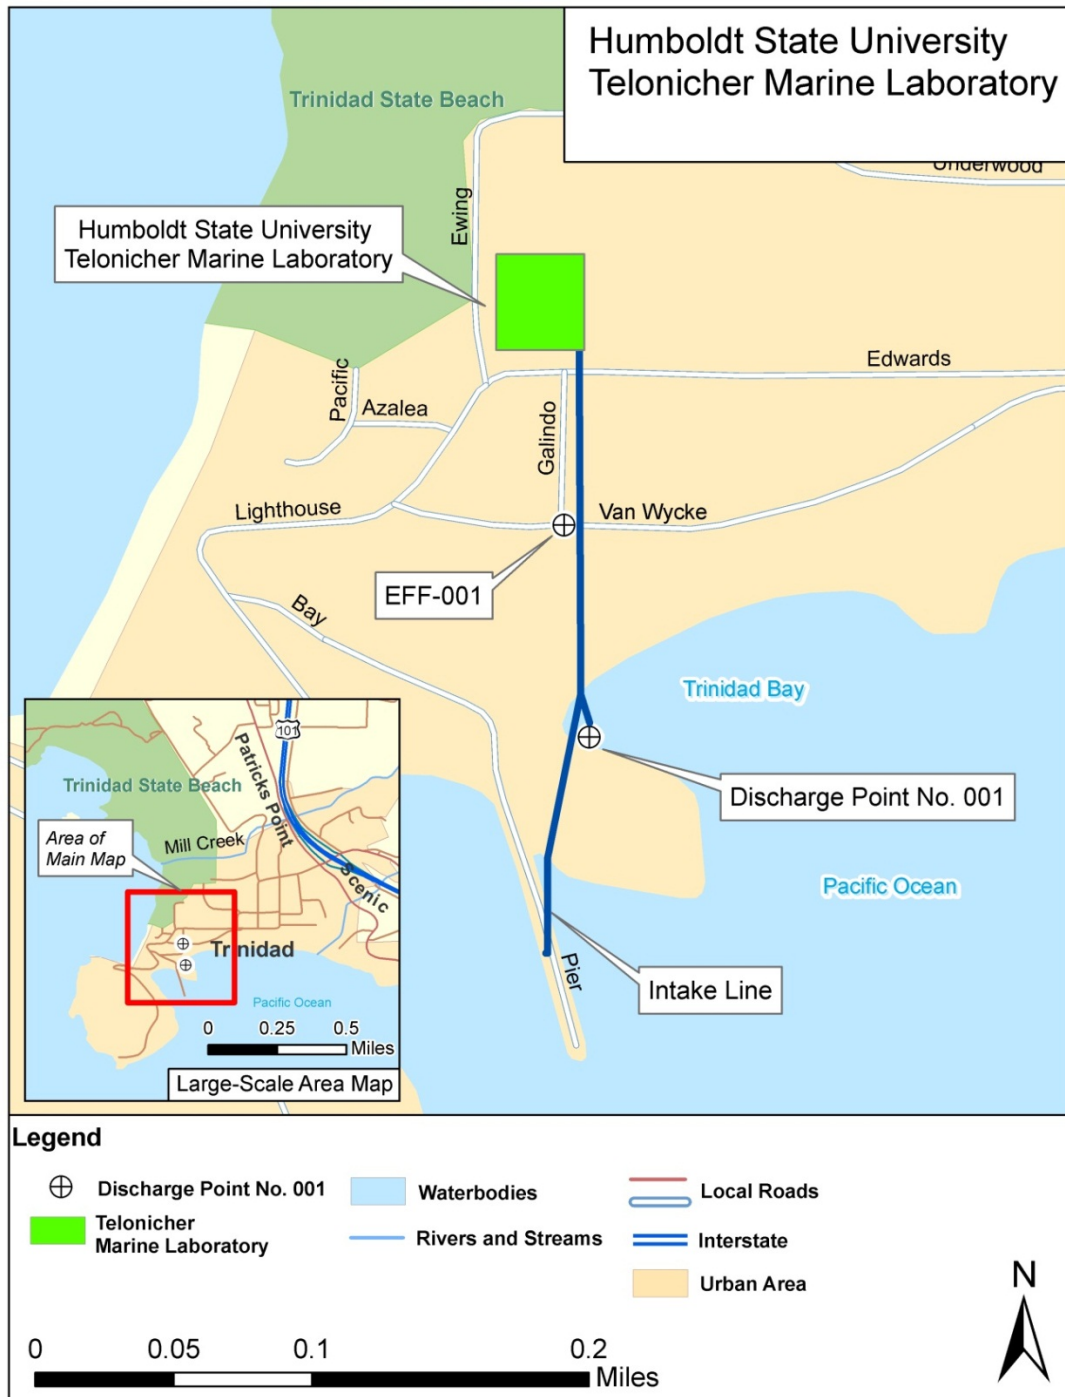 Humboldt State University
Telonicher Marine Laboratory
Trinidad State Beach
Underwood
Ewing
Humboldt State University
Telonicher Marine Laboratory
Edwards
Pacific
Azalea
Galindo
Lighthouse
Van Wycke
EFF-001
Bay
Trinidad Bay
Discharge Point No. 001
Pacific Ocean
Pier
Intake Line
101
Patricks Point
Trinidad State Beach
Area of
Main Map
Mill Creek
Scenic
Trinidad
Pacific Ocean
0 0.25 0.5
Miles
Large-Scale Area Map
Legend
Discharge Point No. 001
Waterbodies
Local Roads
Telonicher
Marine Laboratory
Rivers and Streams
Interstate
Urban Area
N
0 0.05 0.1 0.2
Miles